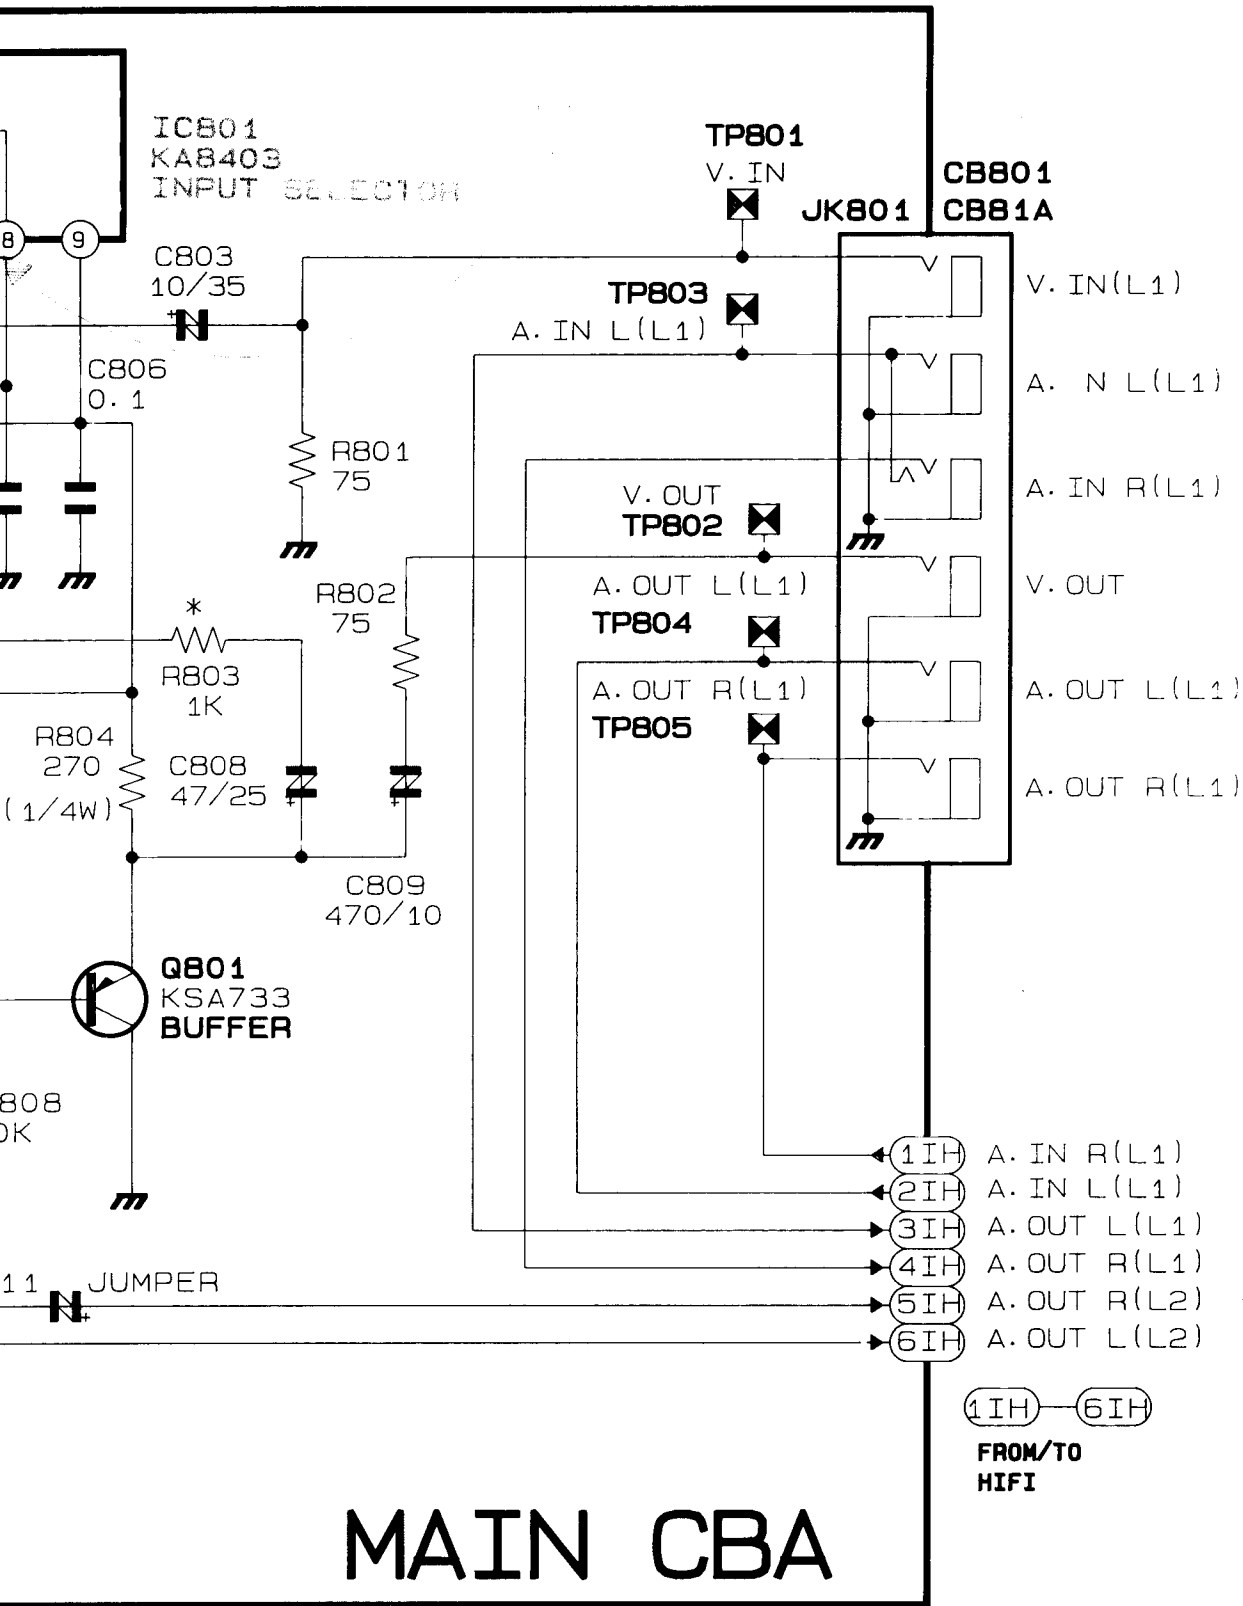 IC801
KA8403
INPUT SELECTOR
8
9
C803
10/35
C806
0.1
R801
75
TP801
V. IN
JK801
CB801
CB81A
TP803
A. IN L(L1)
V. IN(L1)
A. N L(L1)
A. IN R(L1)
V. OUT
TP802
A. OUT L(L1)
TP804
A. OUT R(L1)
TP805
V. OUT
A. OUT L(L1)
A. OUT R(L1)
R802
75
*
R803
1K
R804
270
(1/4W)
C808
47/25
C809
470/10
Q801
KSA733
BUFFER
808
0K
11
JUMPER
1IH A. IN R(L1)
2IH A. IN L(L1)
3IH A. OUT L(L1)
4IH A. OUT R(L1)
5IH A. OUT R(L2)
6IH A. OUT L(L2)
1IH 6IH
FROM/TO
HIFI
MAIN CBA